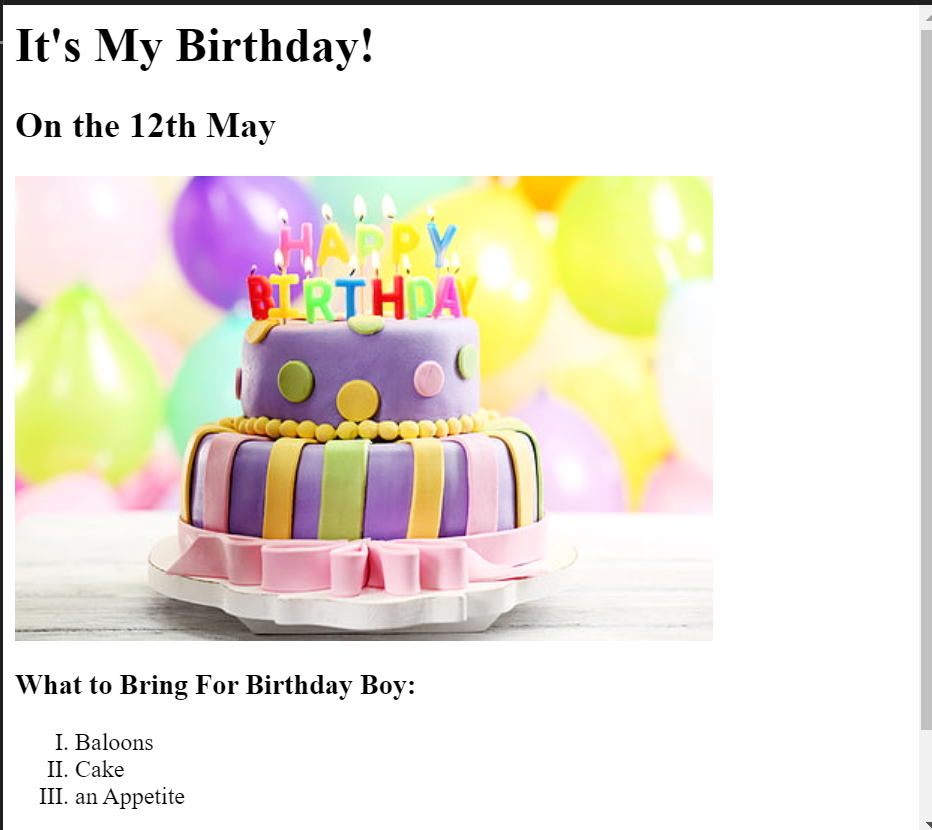 It's My Birthday!
On the 12th May
HAPPY
BIRTHDAY
What to Bring For Birthday Boy:
I. Baloons
II. Cake
III. an Appetite